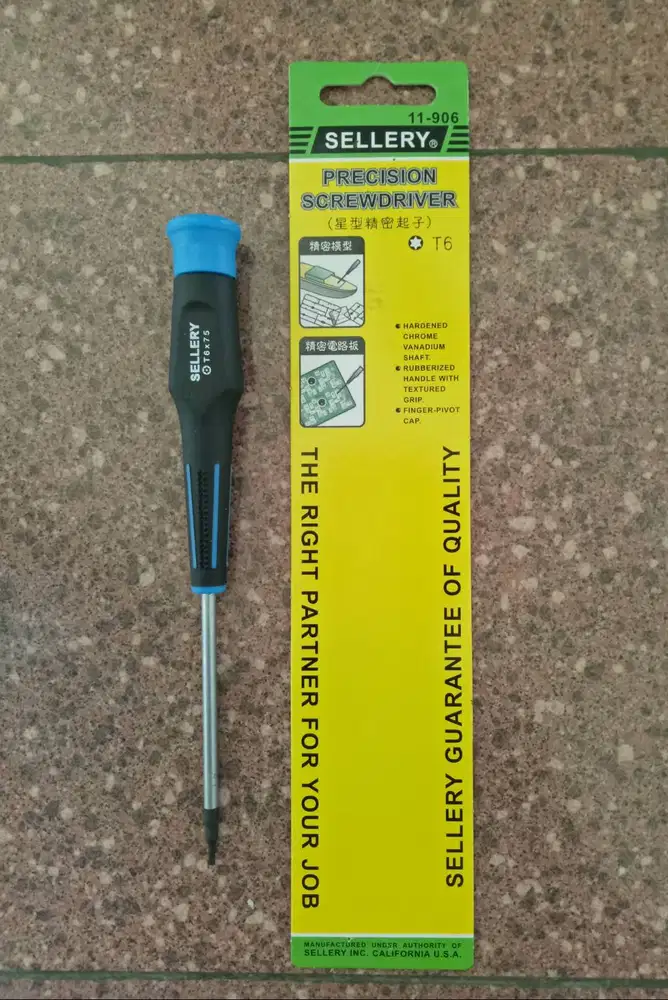 SELLERY
T6x75
11-906
SELLERY®
PRECISION
SCREWDRIVER
(星型精密起子)
T6
精密模型
精密電路板
HARDENED
CHROME
VANADIUM
SHAFT.
RUBBERIZED
HANDLE WITH
TEXTURED
GRIP.
FINGER-PIVOT
CAP.
THE RIGHT PARTNER FOR YOUR JOB
SELLERY GUARANTEE OF QUALITY
MANUFACTURED UNDER AUTHORITY OF
SELLERY INC. CALIFORNIA U.S.A.